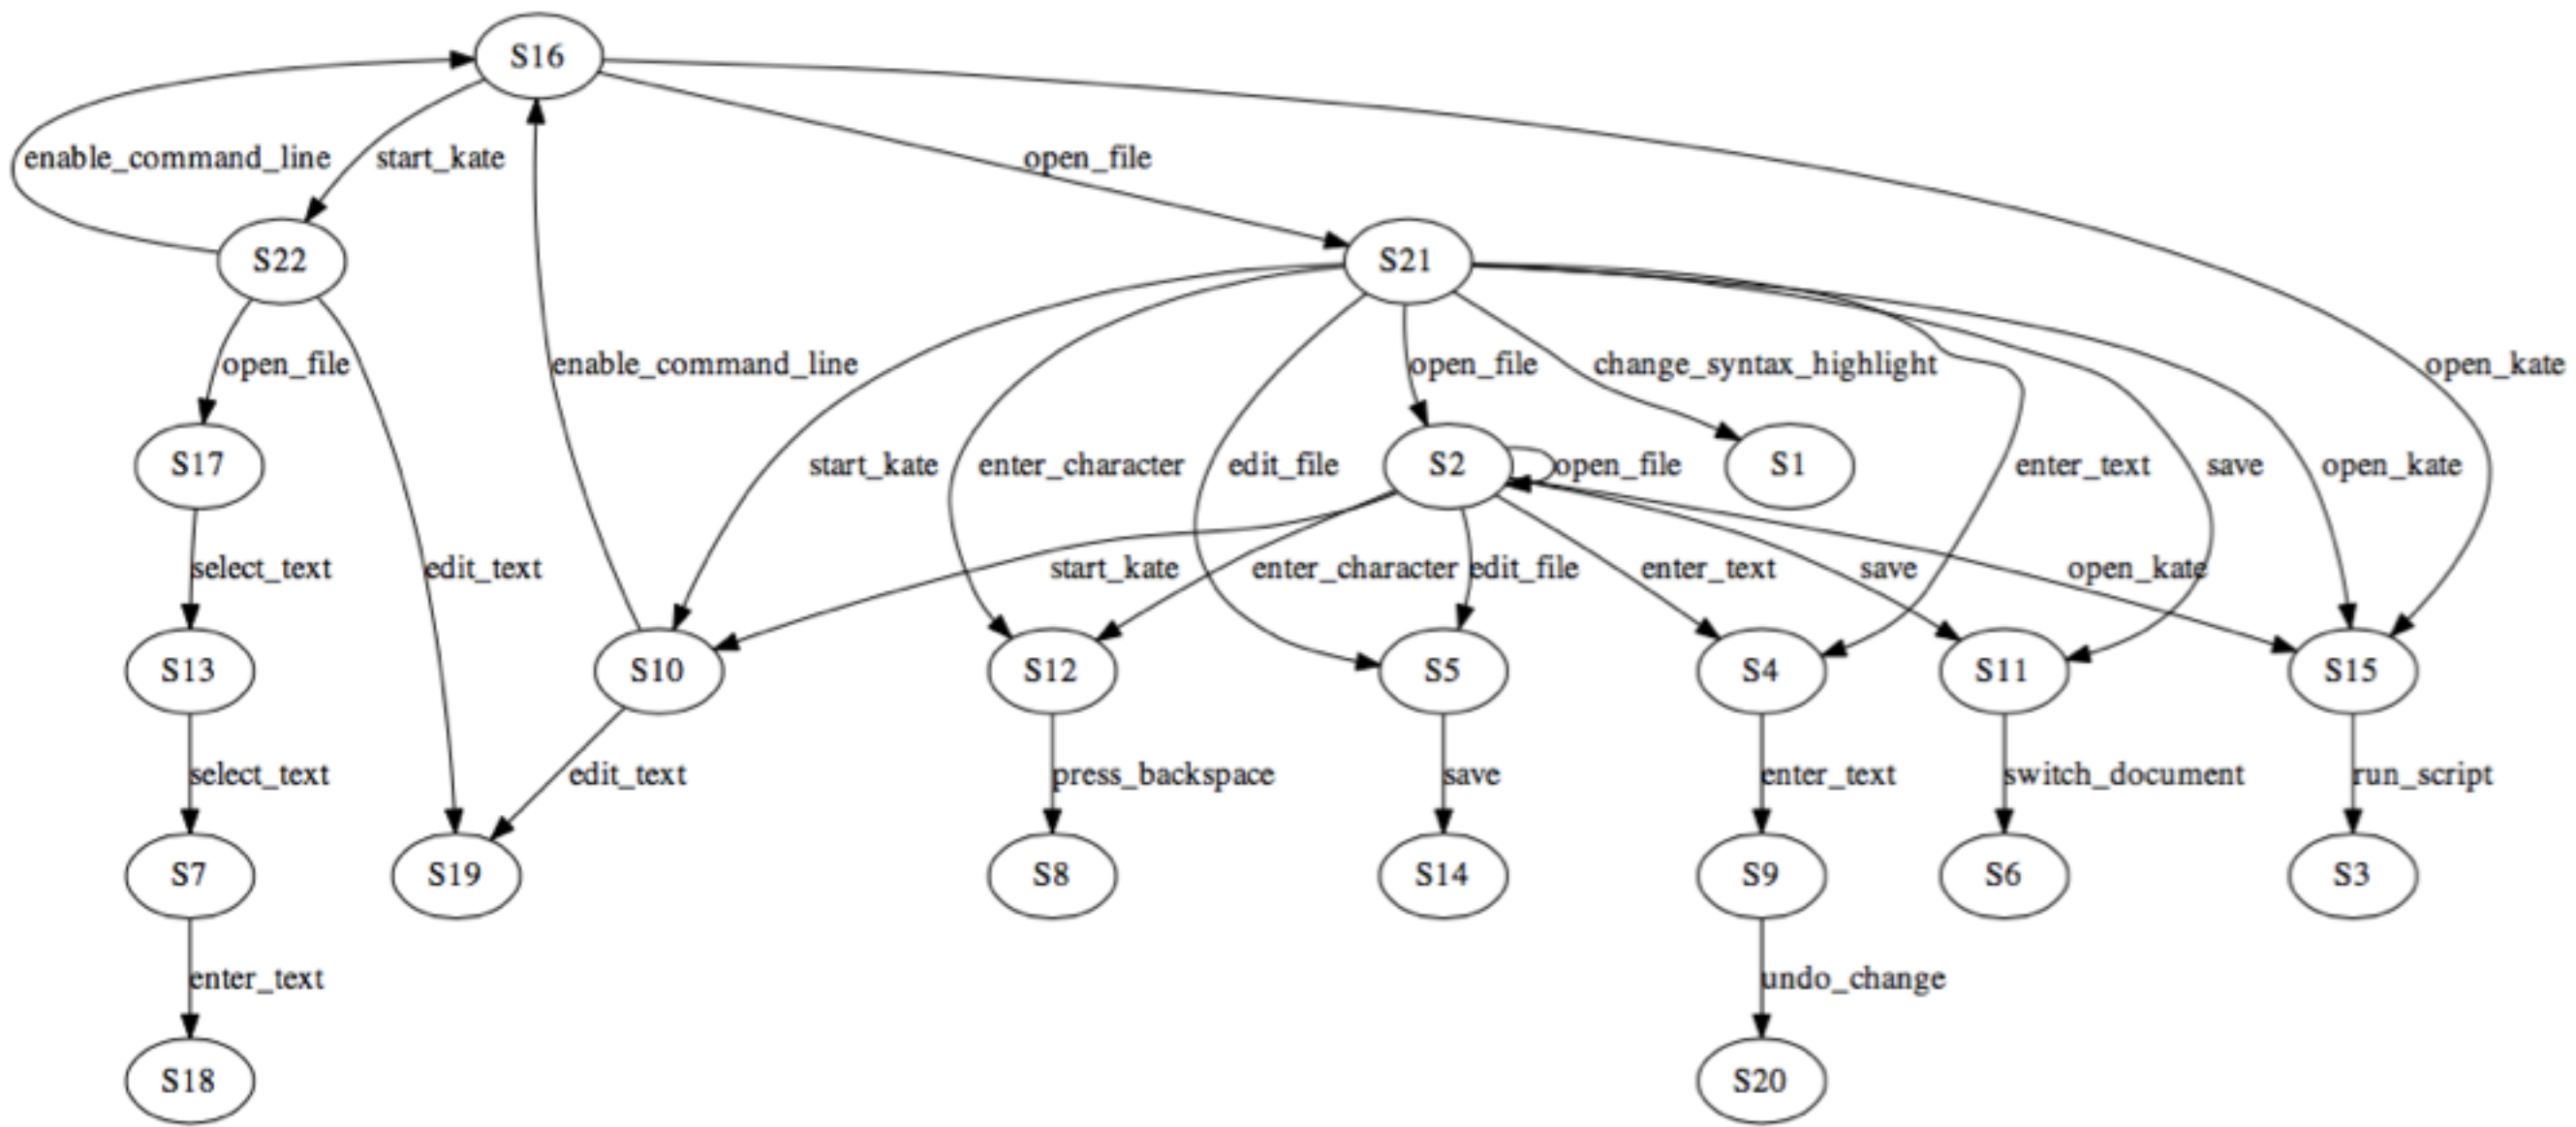 S16
enable_command_line
start_kate
open_file
S22
S21
open_file
enable_command_line
open_file
change_syntax_highlight
open_kate
S17
start_kate
enter_character
edit_file
S2
open_file
S1
enter_text
save
open_kate
select_text
edit_text
start_kate
enter_character
edit_file
enter_text
save
open_kate
S13
S10
S12
S5
S4
S11
S15
select_text
edit_text
press_backspace
save
enter_text
switch_document
run_script
S7
S19
S8
S14
S9
S6
S3
enter_text
undo_change
S18
S20